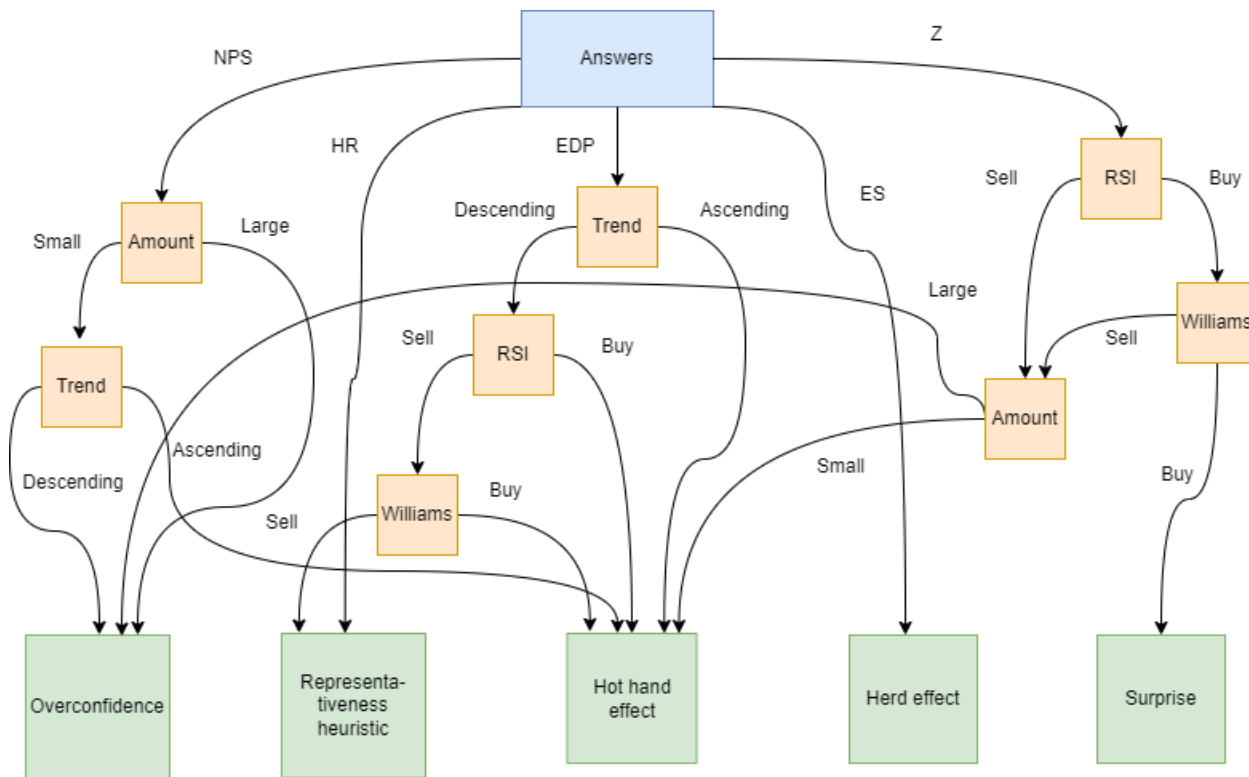 Z
Answers
NPS
HR
EDP
RSI
Sell
Buy
ES
Descending
Ascending
Large
Trend
Small
Amount
Large
Williams
Sell
Buy
RSI
Sell
Trend
Amount
Ascending
Small
Descending
Buy
Buy
Sell
Williams
Representa-
tiveness
heuristic
Hot hand
effect
Overconfidence
Herd effect
Surprise